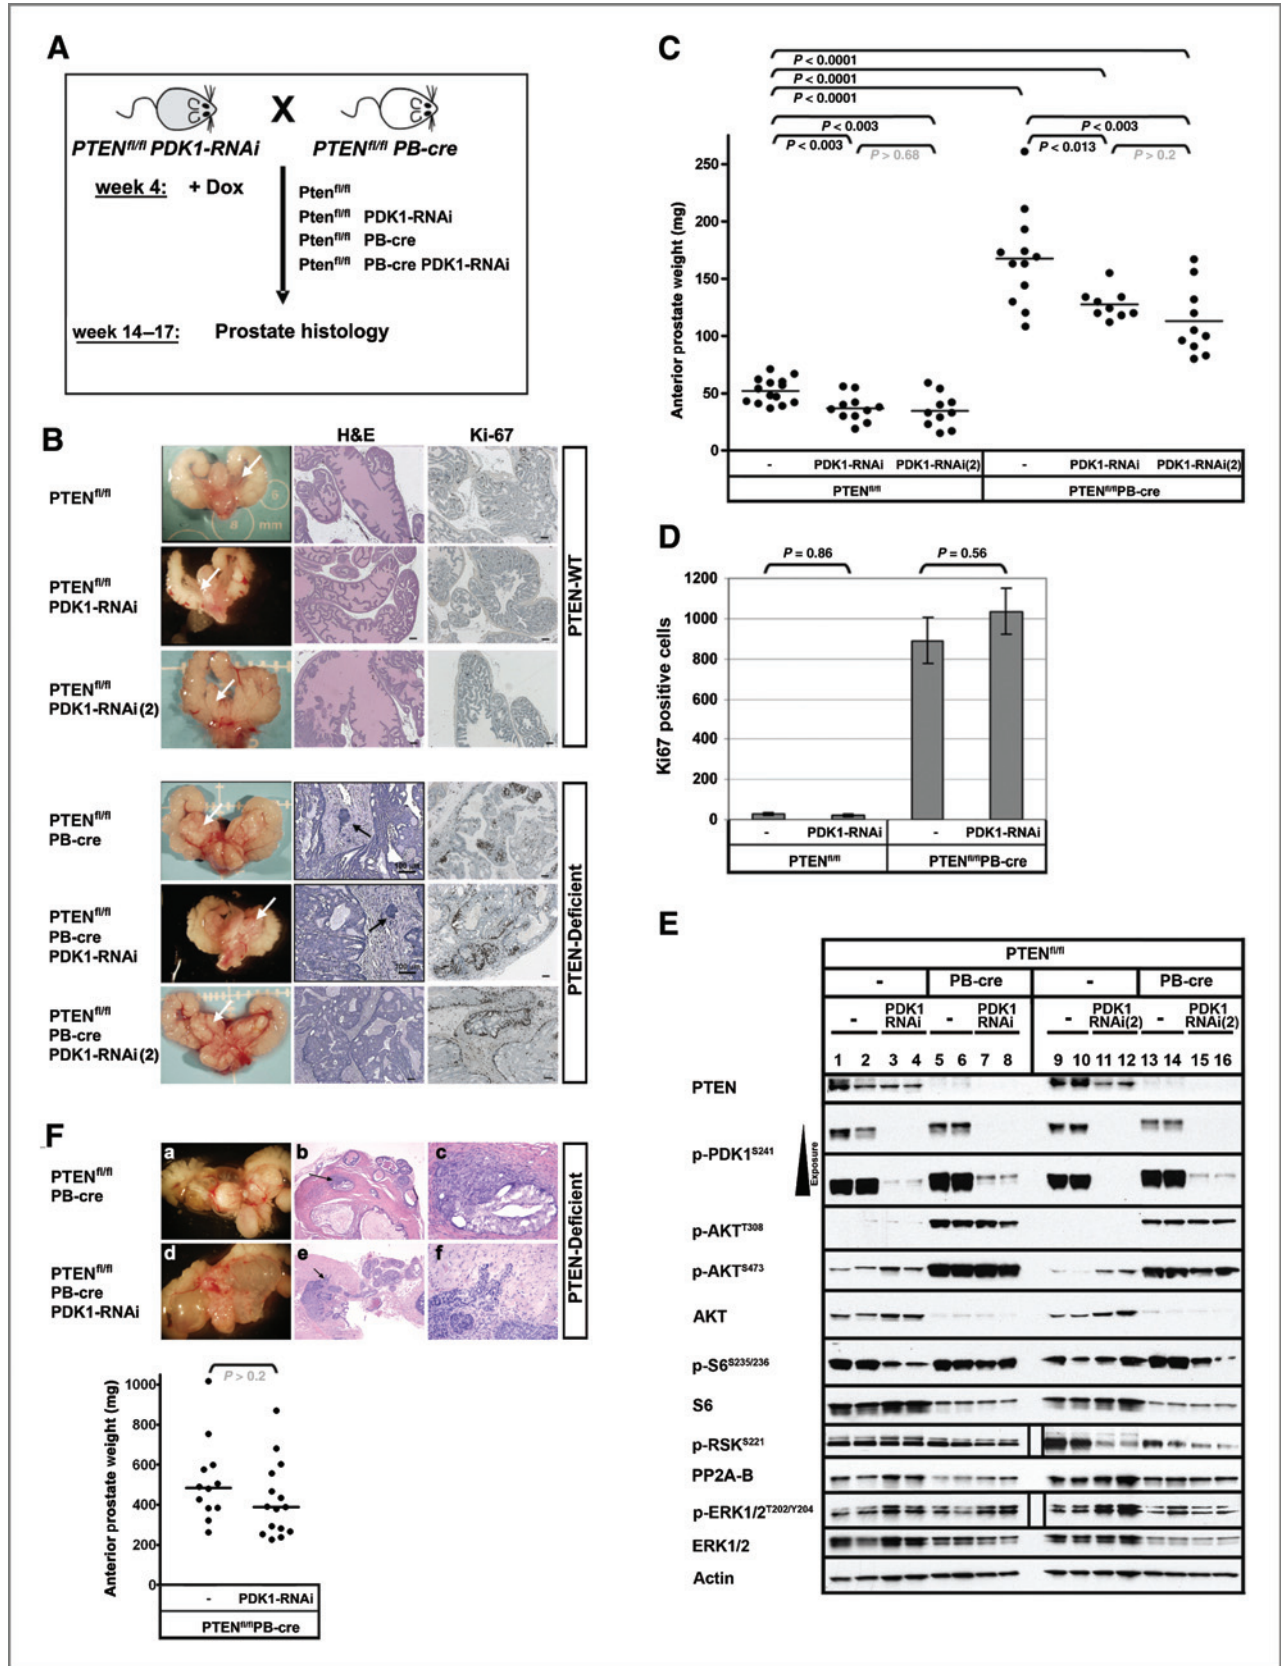 A
X
PTENfl/fl PDK1-RNAi PTENfl/fl PB-cre
week 4: + Dox
Ptenfl/fl
Ptenfl/fl PDK1-RNAi
Ptenfl/fl PB-cre
Ptenfl/fl PB-cre PDK1-RNAi
week 14–17: Prostate histology
B
H&E Ki-67
PTENfl/fl
PTENfl/fl
PDK1-RNAi
PTENfl/fl
PDK1-RNAi(2)
PTEN-WT
8 mm
6
PTENfl/fl
PB-cre
PTENfl/fl
PB-cre
PDK1-RNAi
PTENfl/fl
PB-cre
PDK1-RNAi(2)
PTEN-Deficient
C
P < 0.0001
P < 0.0001
P < 0.0001
P < 0.003 P < 0.003
P < 0.003 P > 0.68 P < 0.013 P > 0.2
Anterior prostate weight (mg)
250
200
150
100
50
0
- PDK1-RNAi PDK1-RNAi(2) - PDK1-RNAi PDK1-RNAi(2)
PTENfl/fl PTENfl/flPB-cre
D
P = 0.86 P = 0.56
Ki67 positive cells
1200
1000
800
600
400
200
0
- PDK1-RNAi - PDK1-RNAi
PTENfl/fl PTENfl/flPB-cre
E
PTENfl/fl
- PB-cre - PB-cre
- PDK1 RNAi - PDK1 RNAi - PDK1 RNAi(2) - PDK1 RNAi(2)
1 2 3 4 5 6 7 8 9 10 11 12 13 14 15 16
PTEN
p-PDK1S241
Exposure
p-AKTT308
p-AKTS473
AKT
p-S6S235/236
S6
p-RSKS221
PP2A-B
p-ERK1/2T202/Y204
ERK1/2
Actin
F
a b c
PTENfl/fl
PB-cre
d e f
PTENfl/fl
PB-cre
PDK1-RNAi
PTEN-Deficient
P > 0.2
Anterior prostate weight (mg)
1000
800
600
400
200
0
- PDK1-RNAi
PTENfl/flPB-cre